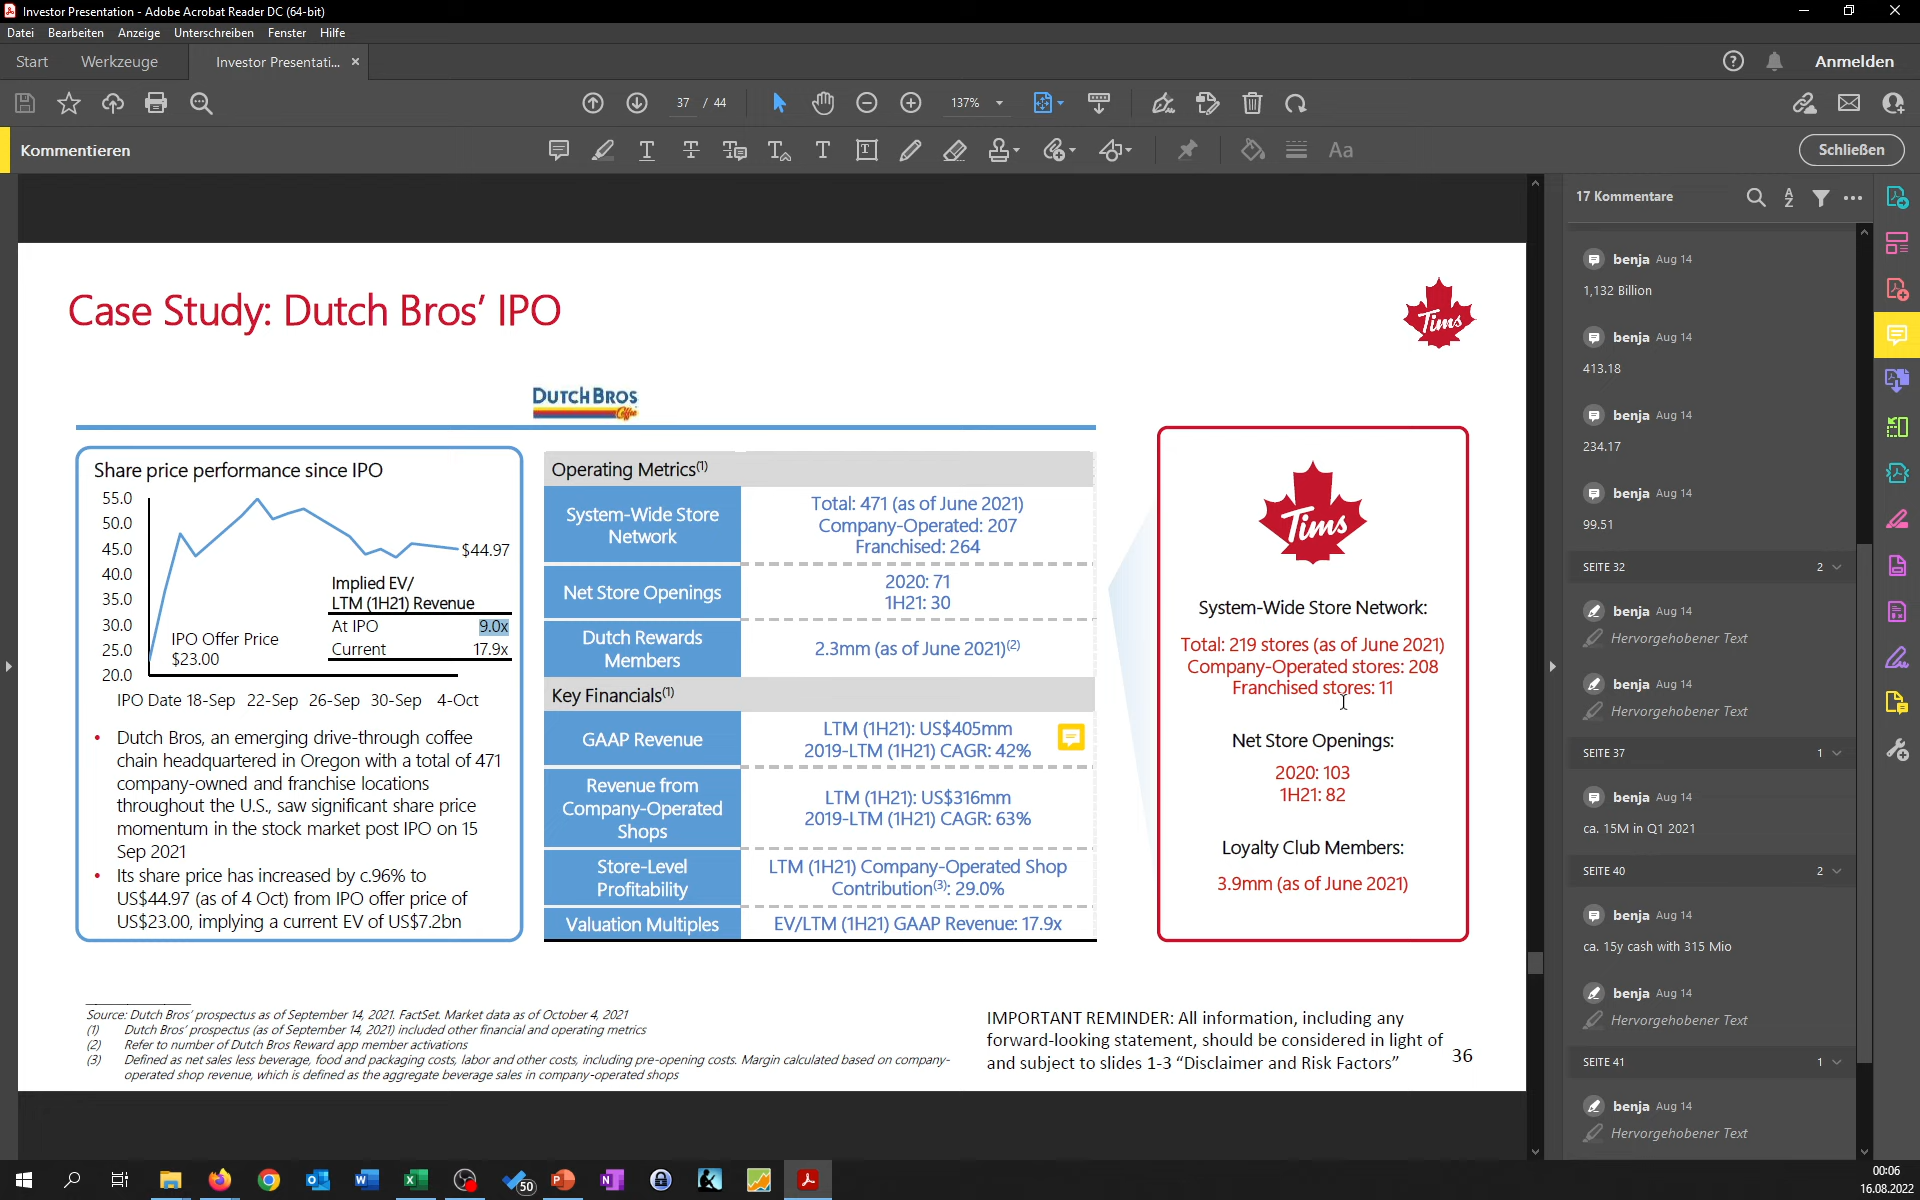 Investor Presentation - Adobe Acrobat Reader DC (64-bit)
Datei Bearbeiten Anzeige Unterschreiben Fenster Hilfe
Start Werkzeuge Investor Presentati... × Anmelden
37 / 44 137%
Kommentieren Schließen
Case Study: Dutch Bros’ IPO
Tims
DUTCH BROS
Coffee
Share price performance since IPO
55.0
50.0
45.0
40.0
35.0
30.0
25.0
20.0
$44.97
Implied EV/
LTM (1H21) Revenue
At IPO 9.0x
Current 17.9x
IPO Offer Price
$23.00
IPO Date 18-Sep 22-Sep 26-Sep 30-Sep 4-Oct
• Dutch Bros, an emerging drive-through coffee
chain headquartered in Oregon with a total of 471
company-owned and franchise locations
throughout the U.S., saw significant share price
momentum in the stock market post IPO on 15
Sep 2021
• Its share price has increased by c.96% to
US$44.97 (as of 4 Oct) from IPO offer price of
US$23.00, implying a current EV of US$7.2bn
Operating Metrics(1)
System-Wide Store
Network
Total: 471 (as of June 2021)
Company-Operated: 207
Franchised: 264
Net Store Openings
2020: 71
1H21: 30
Dutch Rewards
Members
2.3mm (as of June 2021)(2)
Key Financials(1)
GAAP Revenue
LTM (1H21): US$405mm
2019-LTM (1H21) CAGR: 42%
Revenue from
Company-Operated
Shops
LTM (1H21): US$316mm
2019-LTM (1H21) CAGR: 63%
Store-Level
Profitability
LTM (1H21) Company-Operated Shop
Contribution(3): 29.0%
Valuation Multiples
EV/LTM (1H21) GAAP Revenue: 17.9x
Tims
System-Wide Store Network:
Total: 219 stores (as of June 2021)
Company-Operated stores: 208
Franchised stores: 11
Net Store Openings:
2020: 103
1H21: 82
Loyalty Club Members:
3.9mm (as of June 2021)
Source: Dutch Bros’ prospectus as of September 14, 2021. FactSet. Market data as of October 4, 2021
(1) Dutch Bros’ prospectus (as of September 14, 2021) included other financial and operating metrics
(2) Refer to number of Dutch Bros Reward app member activations
(3) Defined as net sales less beverage, food and packaging costs, labor and other costs, including pre-opening costs. Margin calculated based on company-
operated shop revenue, which is defined as the aggregate beverage sales in company-operated shops
IMPORTANT REMINDER: All information, including any
forward-looking statement, should be considered in light of
and subject to slides 1-3 “Disclaimer and Risk Factors”
36
17 Kommentare
benja Aug 14
1,132 Billion
benja Aug 14
413.18
benja Aug 14
234.17
benja Aug 14
99.51
SEITE 32 2
benja Aug 14
Hervorgehobener Text
benja Aug 14
Hervorgehobener Text
SEITE 37 1
benja Aug 14
ca. 15M in Q1 2021
SEITE 40 2
benja Aug 14
ca. 15y cash with 315 Mio
benja Aug 14
Hervorgehobener Text
SEITE 41 1
benja Aug 14
Hervorgehobener Text
50
00:06
16.08.2022